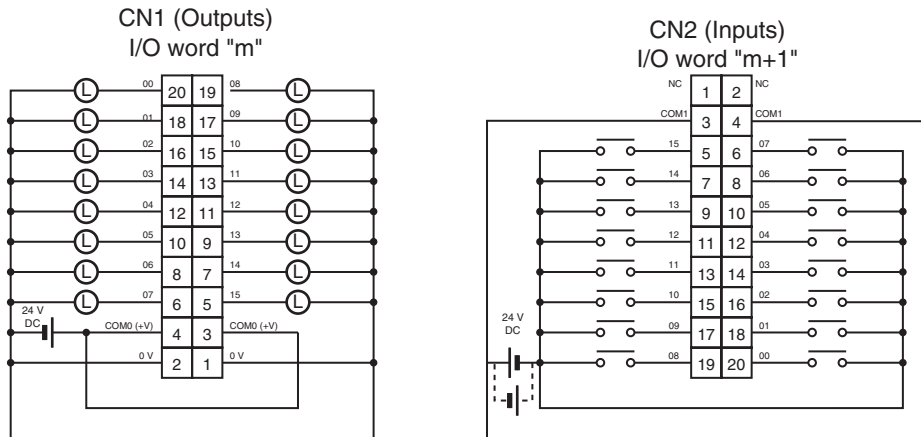 CN1 (Outputs)
I/O word "m"
L 00 20 19 08 L
L 01 18 17 09 L
L 02 16 15 10 L
L 03 14 13 11 L
L 04 12 11 12 L
L 05 10 9 13 L
L 06 8 7 14 L
L 07 6 5 15 L
24 V
DC
COM0 (+V) 4 3 COM0 (+V)
0 V 2 1 0 V
CN2 (Inputs)
I/O word "m+1"
NC 1 2 NC
COM1 3 4 COM1
15 5 6 07
14 7 8 06
13 9 10 05
12 11 12 04
11 13 14 03
10 15 16 02
24 V
DC
09 17 18 01
08 19 20 00